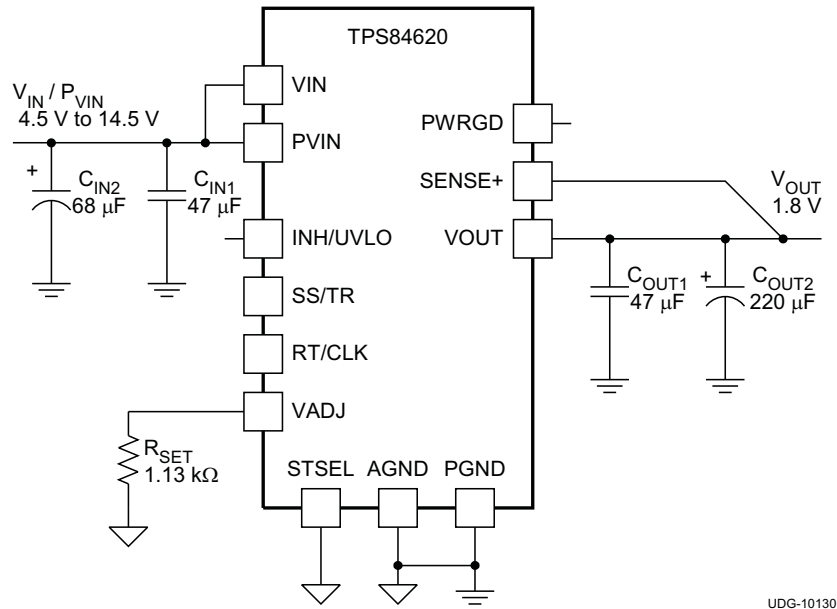 TPS84620
VIN
V_IN / P_VIN
4.5 V to 14.5 V
PWRGD
PVIN
+
C_IN2
68 μF
C_IN1
47 μF
SENSE+
V_OUT
1.8 V
INH/UVLO
VOUT
C_OUT1
47 μF
+
C_OUT2
220 μF
SS/TR
RT/CLK
VADJ
R_SET
1.13 kΩ
STSEL AGND PGND
UDG-10130